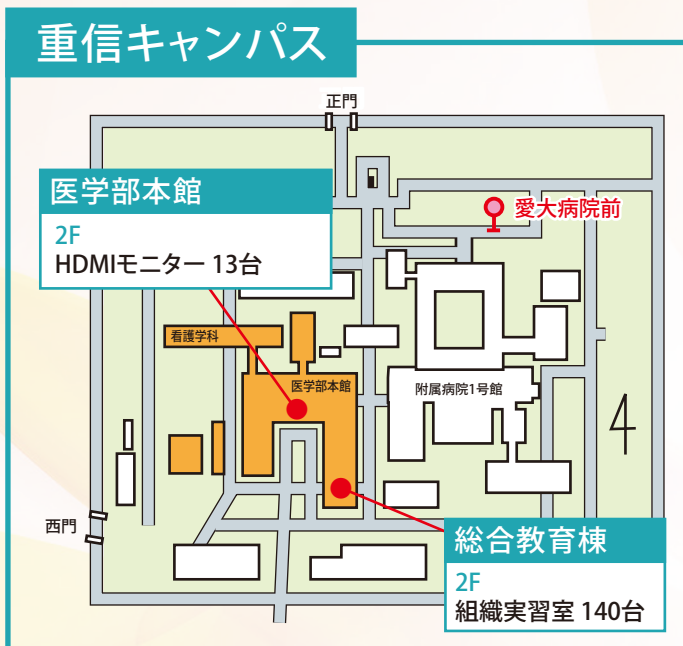 重信キャンパス
正門
医学部本館
2F
HDMIモニター 13台
愛大病院前
看護学科
医学部本館
附属病院1号館
西門
総合教育棟
2F
組織実習室 140台